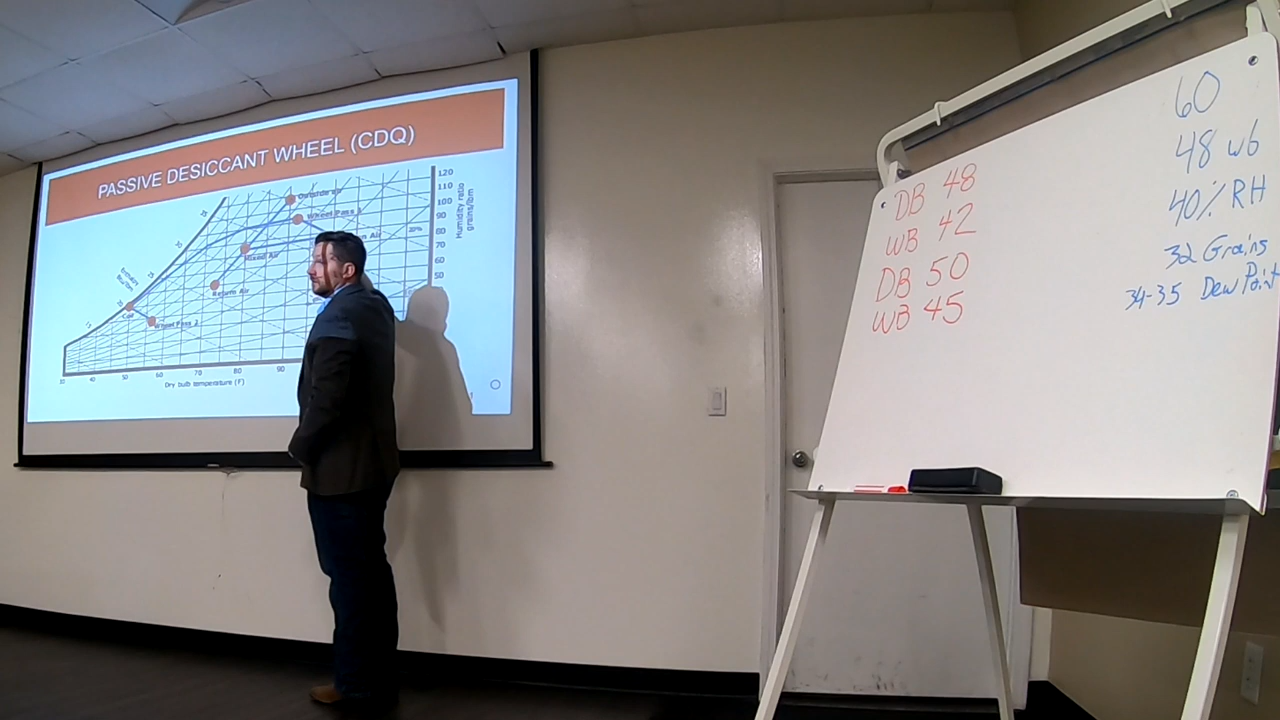 PASSIVE DESICCANT WHEEL (CDQ)
120
110
100
90
80
70
60
50
Humidity ratio
grains/lbm
Outside air
Wheel Pass
Mixed Air
Return Air
Wheel Pass 2
20%
40
50
60
70
80
90
Dry bulb temperature (F)
DB 48
WB 42
DB 50
WB 45
60
48 wb
40% RH
32 Grains
34-35 Dew Point